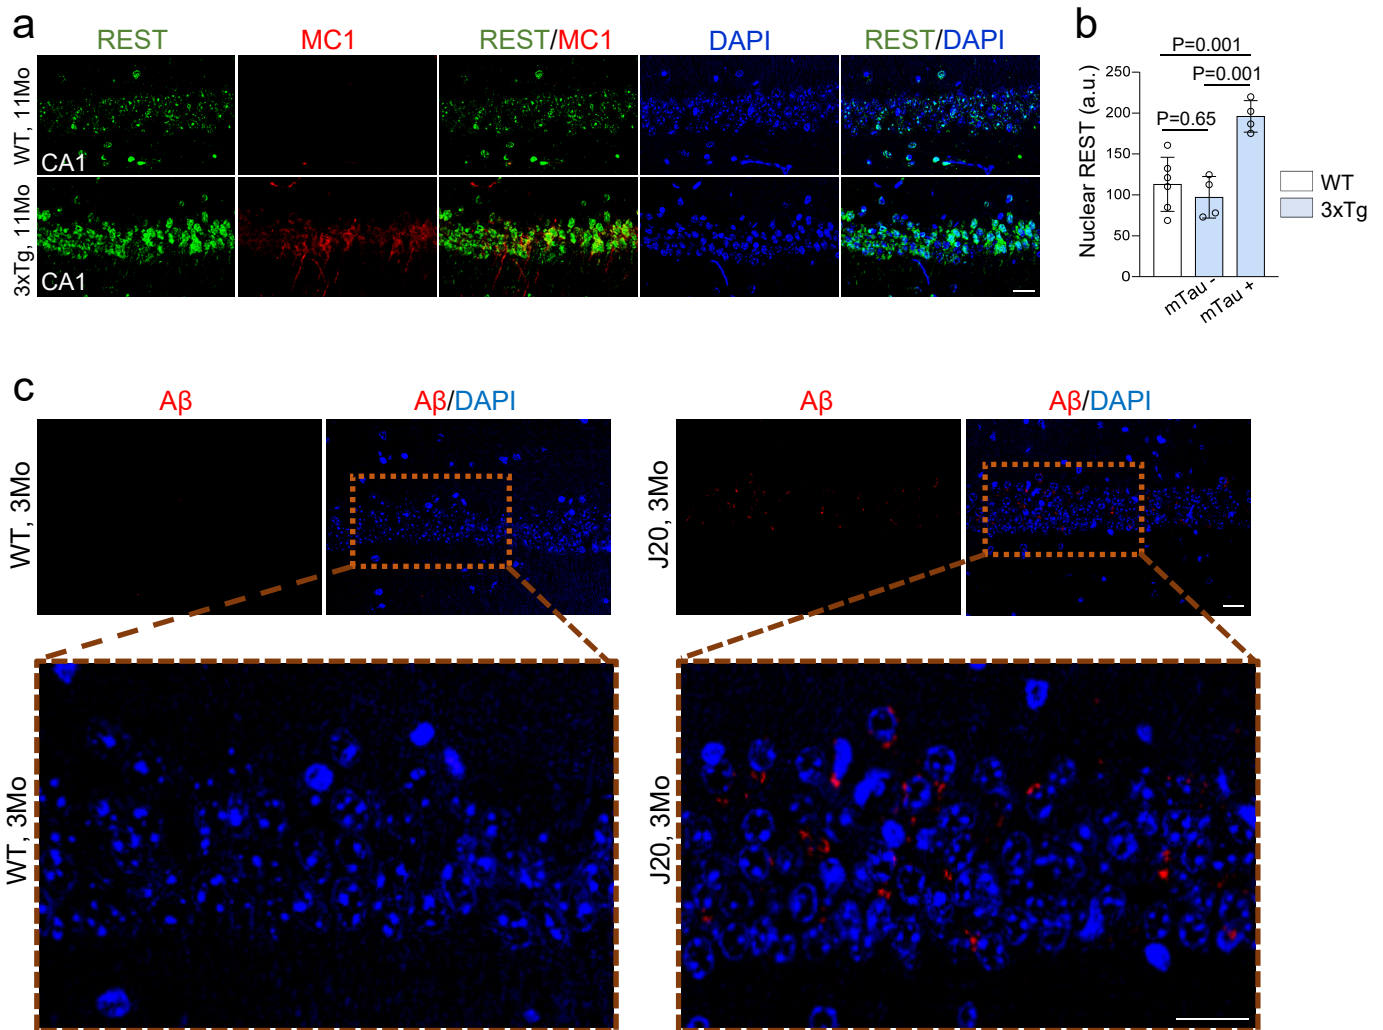 a
REST MC1 REST/MC1 DAPI REST/DAPI
WT, 11Mo
CA1
3xTg, 11Mo
CA1
b
P=0.001
P=0.001
P=0.65
Nuclear REST (a.u.)
250
200
150
100
50
0
mTau -
mTau +
WT
3xTg
c
Aβ Aβ/DAPI Aβ Aβ/DAPI
WT, 3Mo
J20, 3Mo
WT, 3Mo
J20, 3Mo